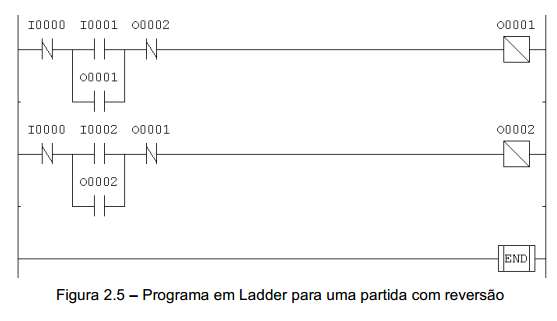 I0000 I0001 O0002 O0001
O0001
I0000 I0002 O0001 O0002
O0002
END
Figura 2.5 – Programa em Ladder para uma partida com reversão